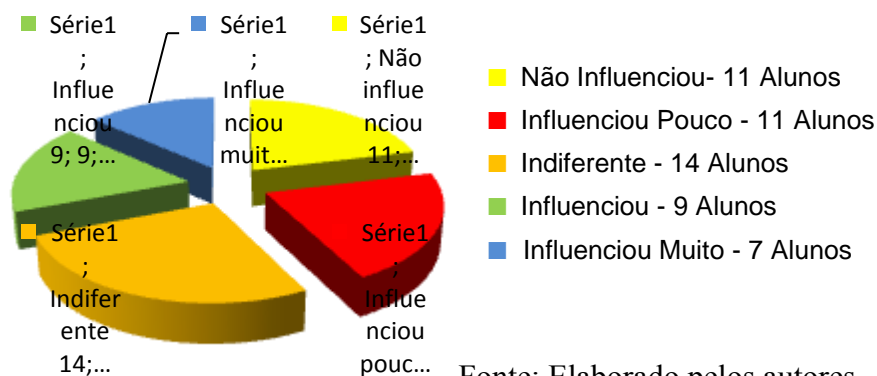 Série1
;
Influe
nciou
9; 9;...
Série1
;
Influe
nciou
muit...
Série1
; Não
influe
nciou
11;...
Série1
;
Indifer
ente
14;...
Série1
;
Influe
nciou
pouc...
Não Influenciou- 11 Alunos
Influenciou Pouco - 11 Alunos
Indiferente - 14 Alunos
Influenciou - 9 Alunos
Influenciou Muito - 7 Alunos
Fonte: Elaborado pelos autores